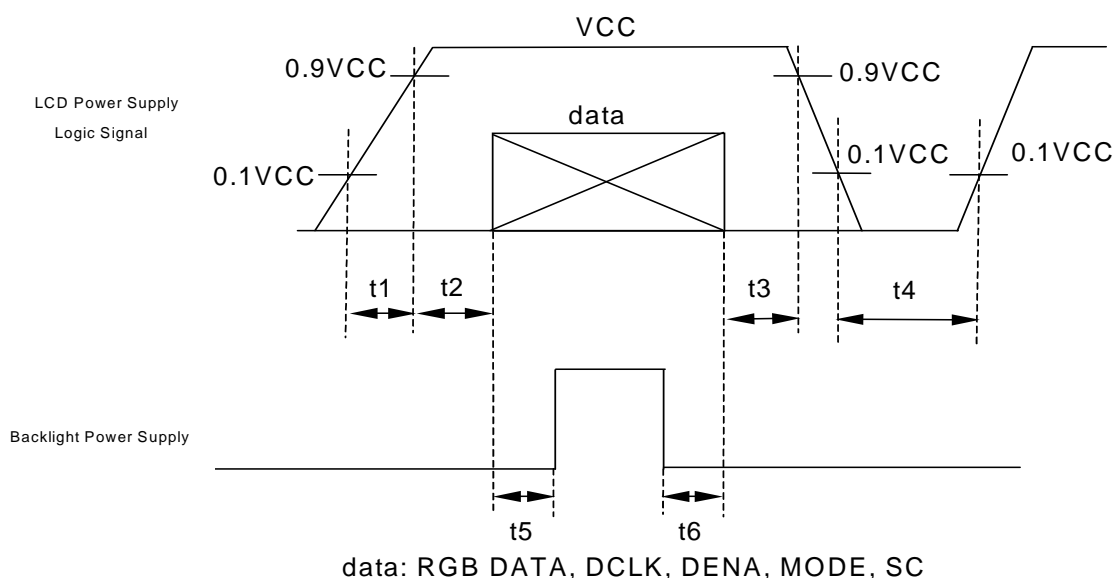 VCC
0.9VCC
0.9VCC
LCD Power Supply
Logic Signal
data
0.1VCC
0.1VCC
0.1VCC
t1
t2
t3
t4
Backlight Power Supply
t5
t6
data: RGB DATA, DCLK, DENA, MODE, SC